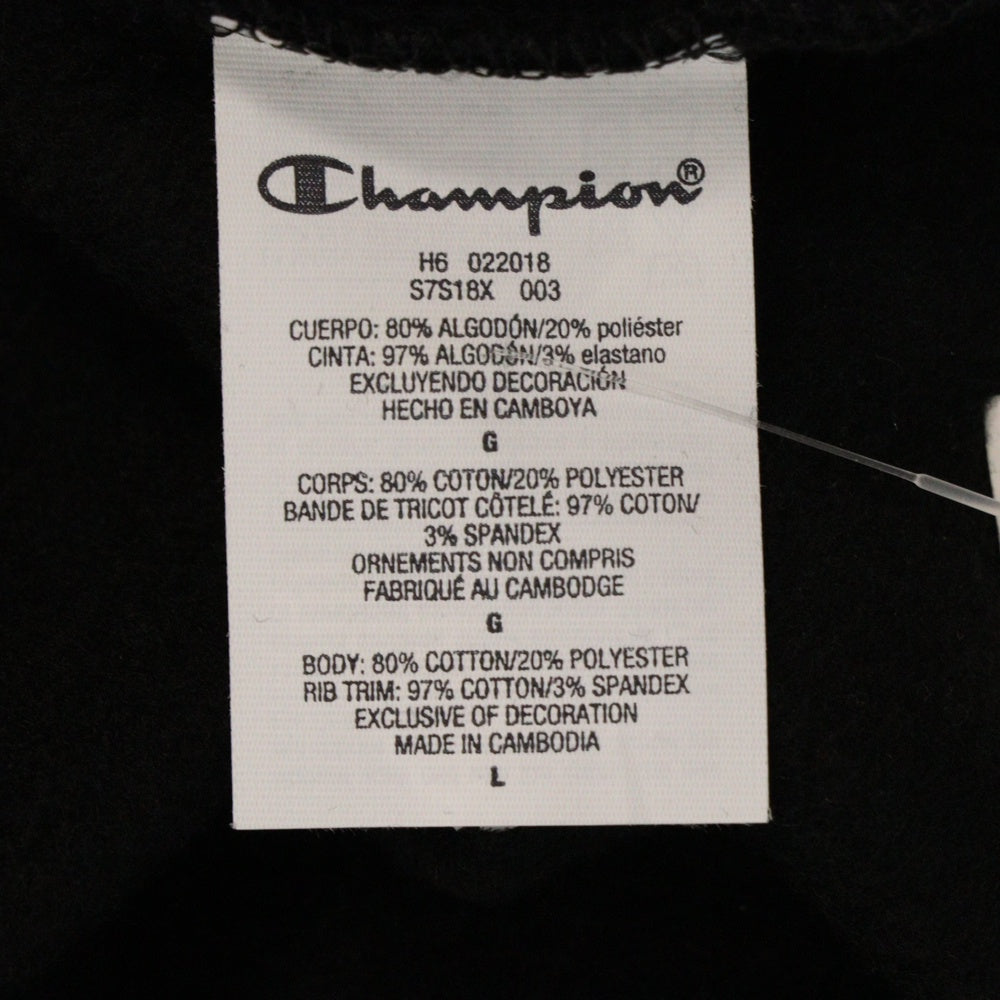 Champion®
H6 022018
S7S18X 003
CUERPO: 80% ALGODÓN/20% poliéster
CINTA: 97% ALGODÓN/3% elastano
EXCLUYENDO DECORACIÓN
HECHO EN CAMBOYA
G
CORPS: 80% COTON/20% POLYESTER
BANDE DE TRICOT CÔTELÉ: 97% COTON/
3% SPANDEX
ORNEMENTS NON COMPRIS
FABRIQUÉ AU CAMBODGE
G
BODY: 80% COTTON/20% POLYESTER
RIB TRIM: 97% COTTON/3% SPANDEX
EXCLUSIVE OF DECORATION
MADE IN CAMBODIA
L